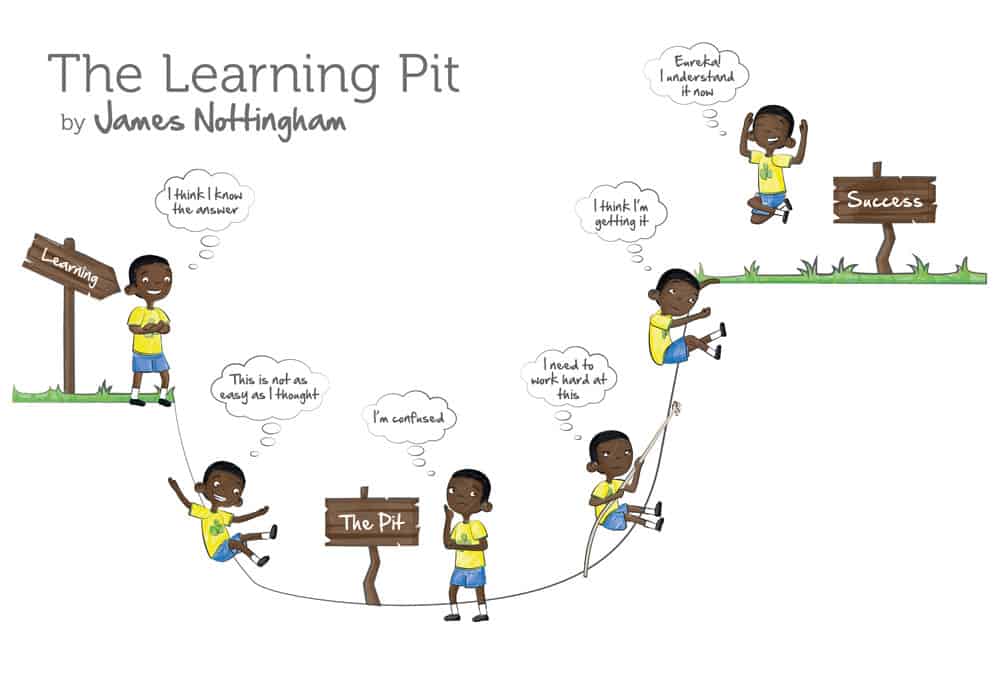 The Learning Pit
by James Nottingham
Eureka!
I understand
it now
Success
I think I know
the answer
I think I'm
getting it
Learning
This is not as
easy as I thought
I'm confused
I need to
work hard at
this
The Pit